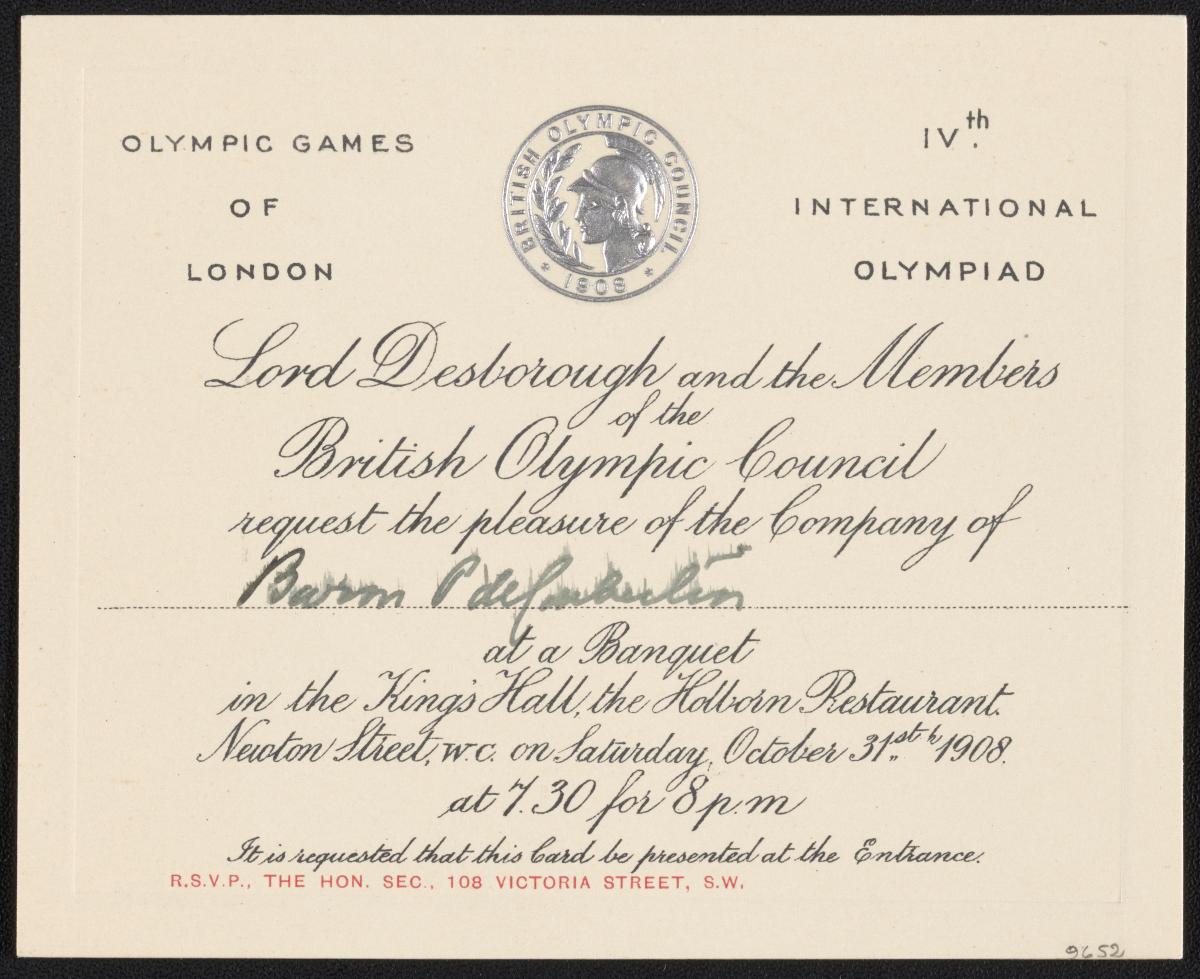 OLYMPIC GAMES
OF
LONDON
BRITISH OLYMPIC COUNCIL
* 1908 *
IV.th
INTERNATIONAL
OLYMPIAD
Lord Desborough and the Members
of the
British Olympic Council
request the pleasure of the Company of
Baron P de Coubertin
at a Banquet
in the King's Hall, the Holborn Restaurant.
Newton Street, W.C. on Saturday, October 31st.h 1908.
at 7.30 for 8 p.m
It is requested that this Card be presented at the Entrance.
R.S.V.P., THE HON. SEC., 108 VICTORIA STREET, S.W.
9652